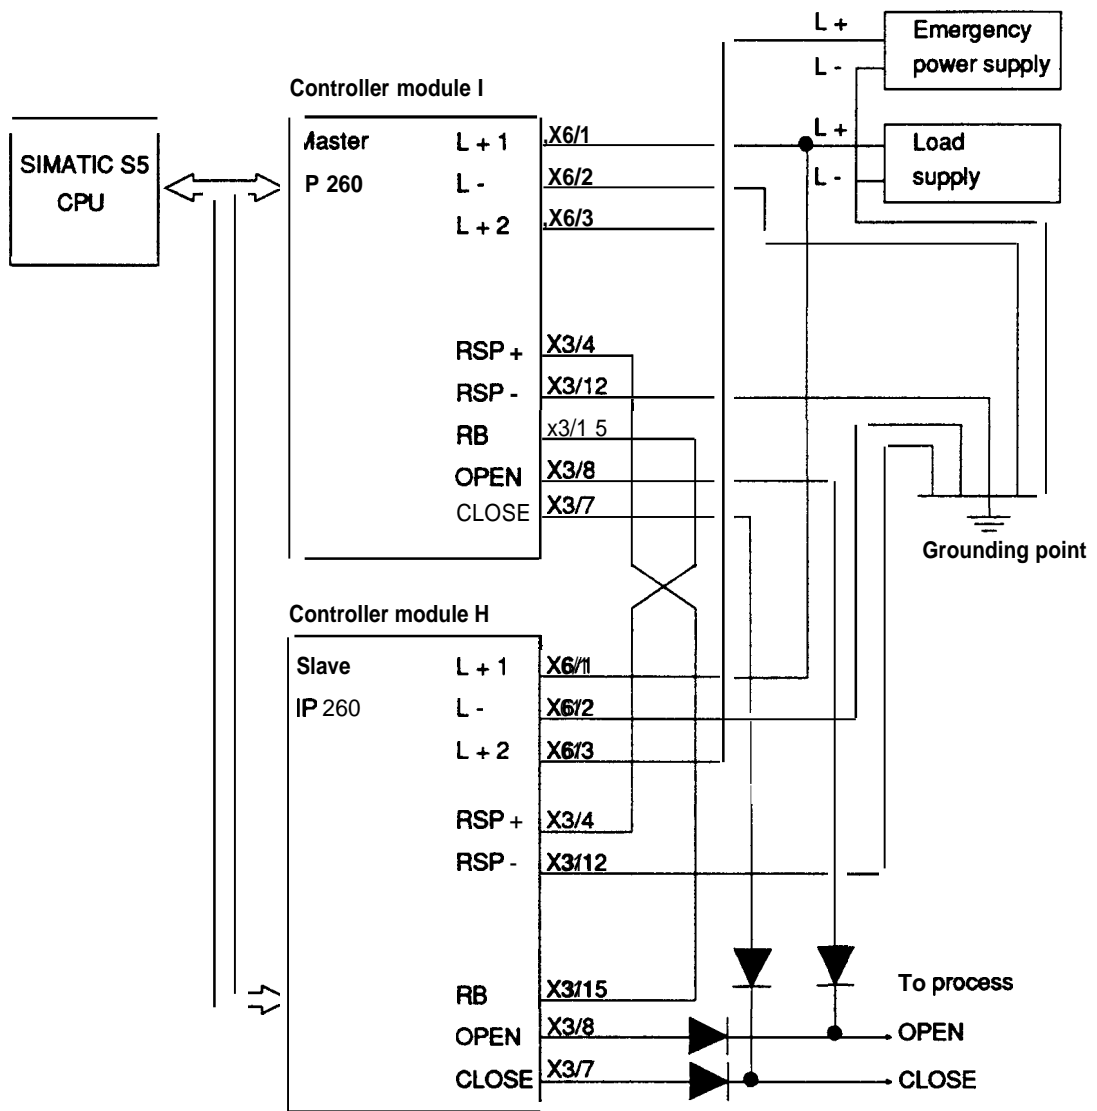 L +
Emergency
L -
power supply
Controller module I
L +
Load
L -
supply
SIMATIC S5
CPU
Master
P 260
L + 1
X6/1
L -
X6/2
L + 2
X6/3
RSP +
X3/4
RSP -
X3/12
RB
x3/1 5
OPEN
X3/8
CLOSE
X3/7
Grounding point
Controller module H
Slave
IP 260
L + 1
X6/1
L -
X6/2
L + 2
X6/3
RSP +
X3/4
RSP -
X3/12
RB
X3/15
OPEN
X3/8
CLOSE
X3/7
To process
OPEN
CLOSE